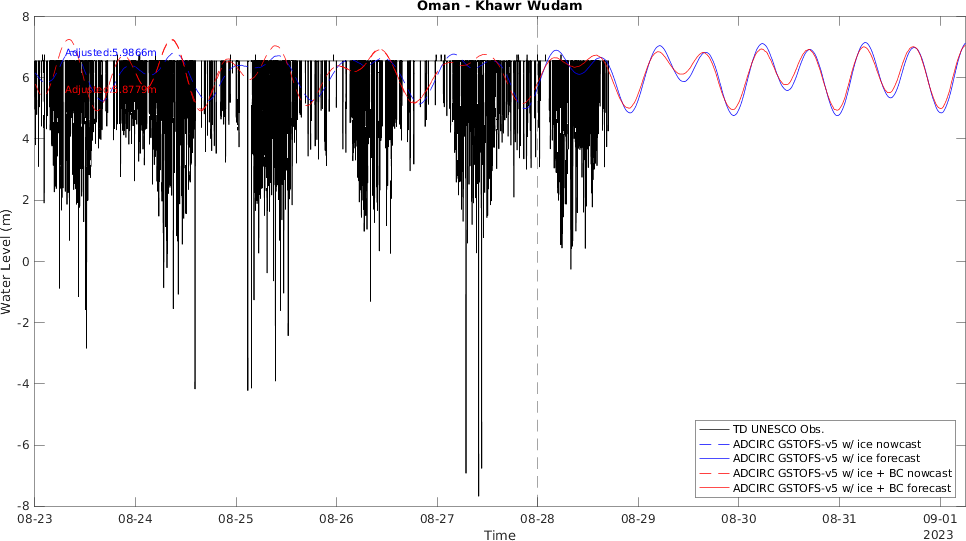 Oman - Khawr Wudam
8
6
4
2
0
-2
-4
-6
-8
Water Level (m)
Adjusted:5.9866m
08-23
08-24
08-25
08-26
08-27
08-28
08-29
08-30
08-31
09-01
2023
Time
TD UNESCO Obs.
ADCIRC GSTOFS-v5 w/ ice nowcast
ADCIRC GSTOFS-v5 w/ ice forecast
ADCIRC GSTOFS-v5 w/ ice + BC nowcast
ADCIRC GSTOFS-v5 w/ ice + BC forecast